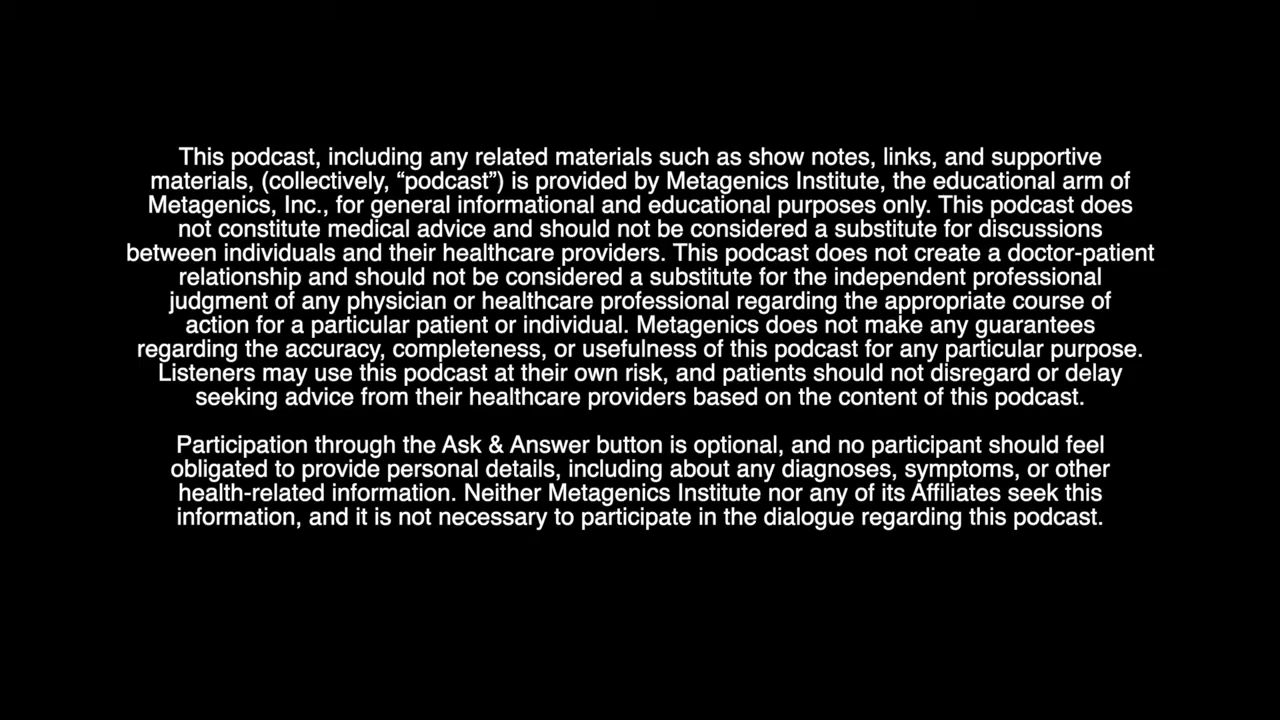 This podcast, including any related materials such as show notes, links, and supportive
materials, (collectively, “podcast”) is provided by Metagenics Institute, the educational arm of
Metagenics, Inc., for general informational and educational purposes only. This podcast does
not constitute medical advice and should not be considered a substitute for discussions
between individuals and their healthcare providers. This podcast does not create a doctor-patient
relationship and should not be considered a substitute for the independent professional
judgment of any physician or healthcare professional regarding the appropriate course of
action for a particular patient or individual. Metagenics does not make any guarantees
regarding the accuracy, completeness, or usefulness of this podcast for any particular purpose.
Listeners may use this podcast at their own risk, and patients should not disregard or delay
seeking advice from their healthcare providers based on the content of this podcast.
Participation through the Ask & Answer button is optional, and no participant should feel
obligated to provide personal details, including about any diagnoses, symptoms, or other
health-related information. Neither Metagenics Institute nor any of its Affiliates seek this
information, and it is not necessary to participate in the dialogue regarding this podcast.